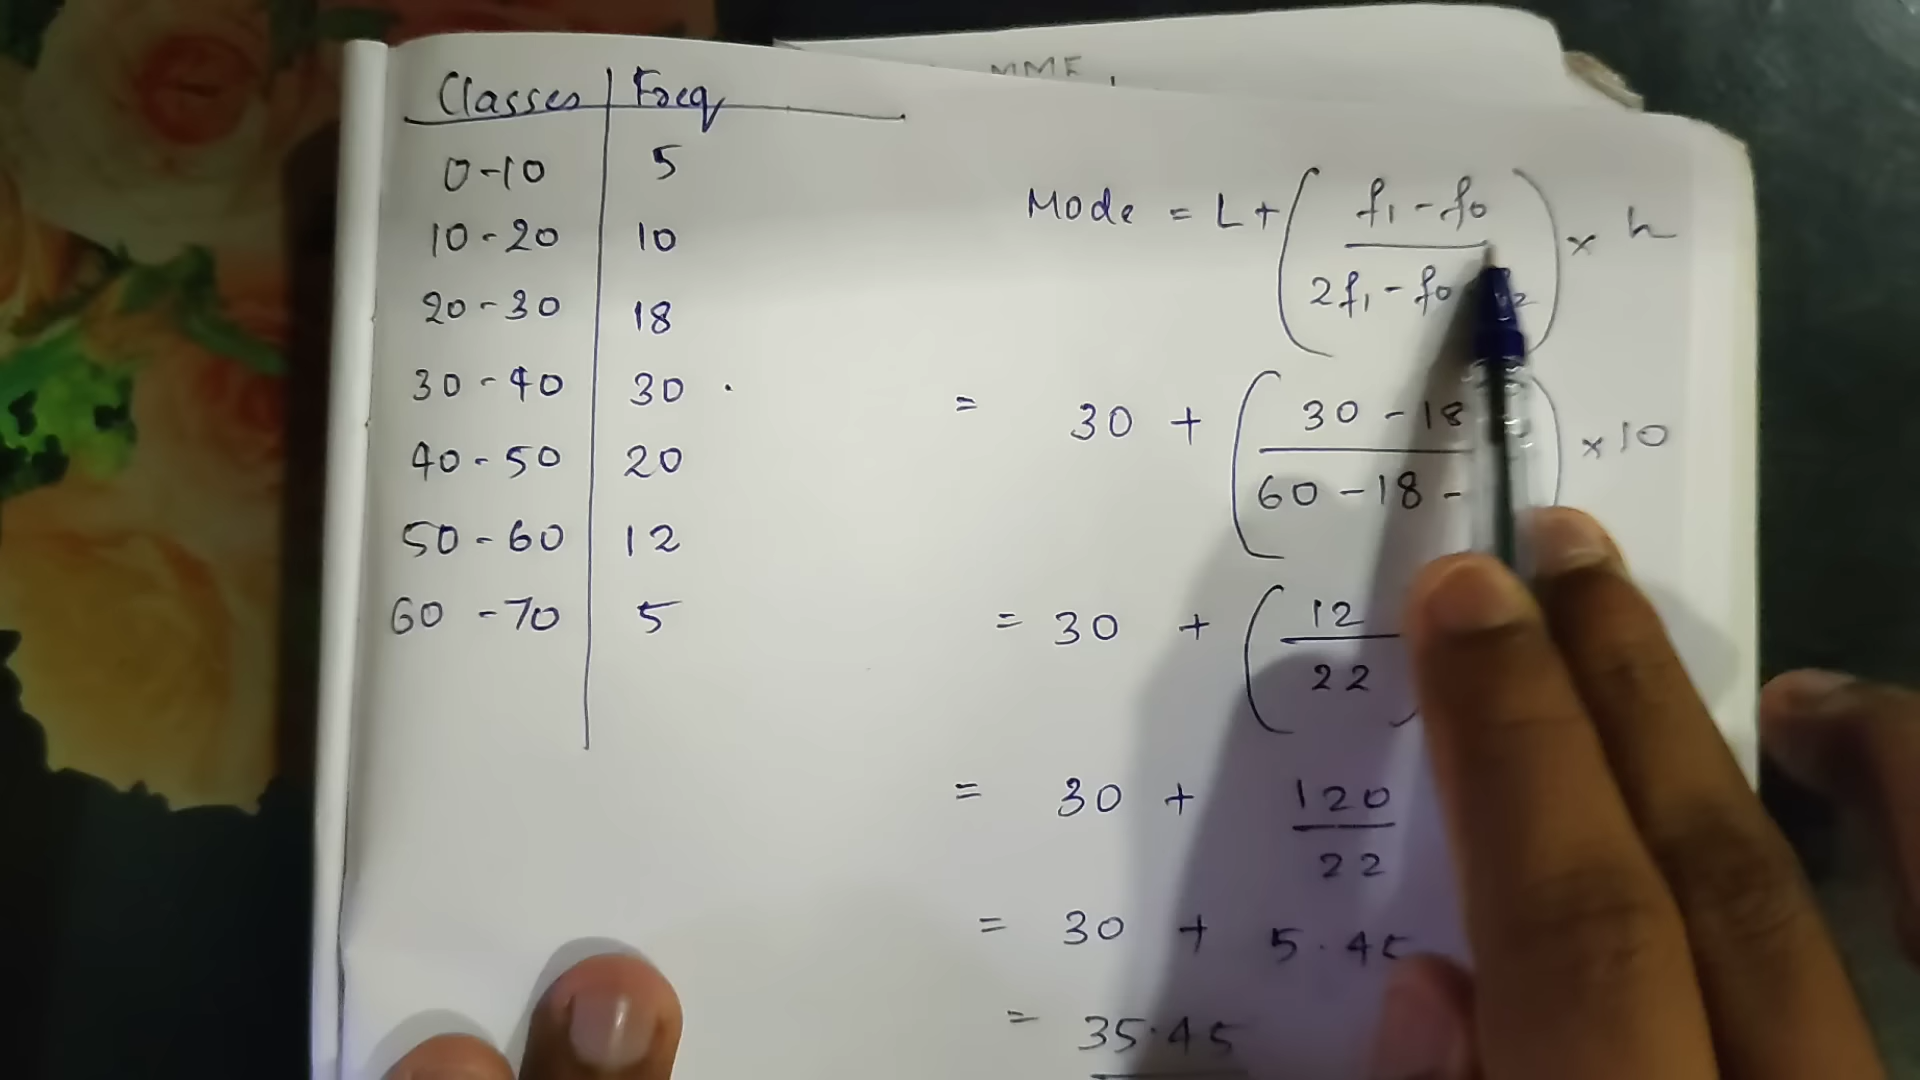 MME,
Classes Freq
0-10 5
10-20 10
20-30 18
30-40 30 .
40-50 20
50-60 12
60-70 5
Mode = L + ( f1 - f0
2f1 - f0 2 ) × h
= 30 + ( 30 - 18
60 - 18 - ) × 10
= 30 + ( 12
22 )
= 30 + 120
22
= 30 + 5.45
= 35.45